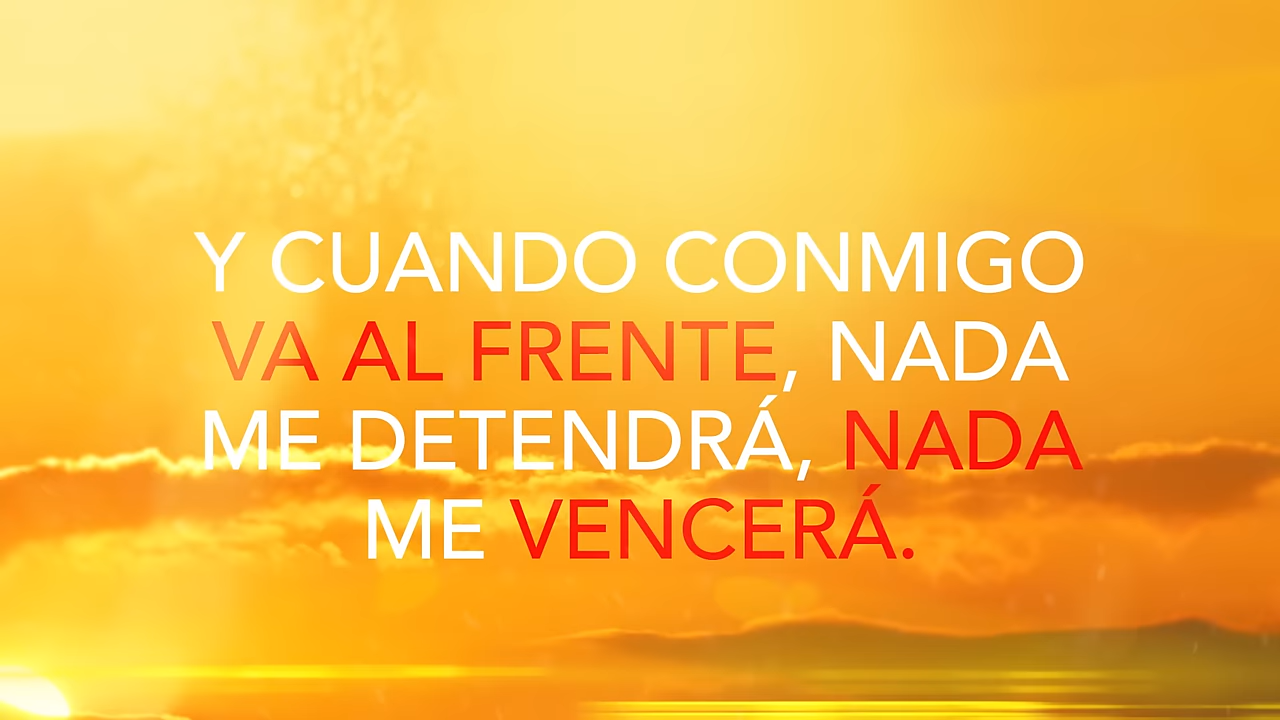 Y CUANDO CONMIGO
VA AL FRENTE, NADA
ME DETENDRÁ, NADA
ME VENCERÁ.